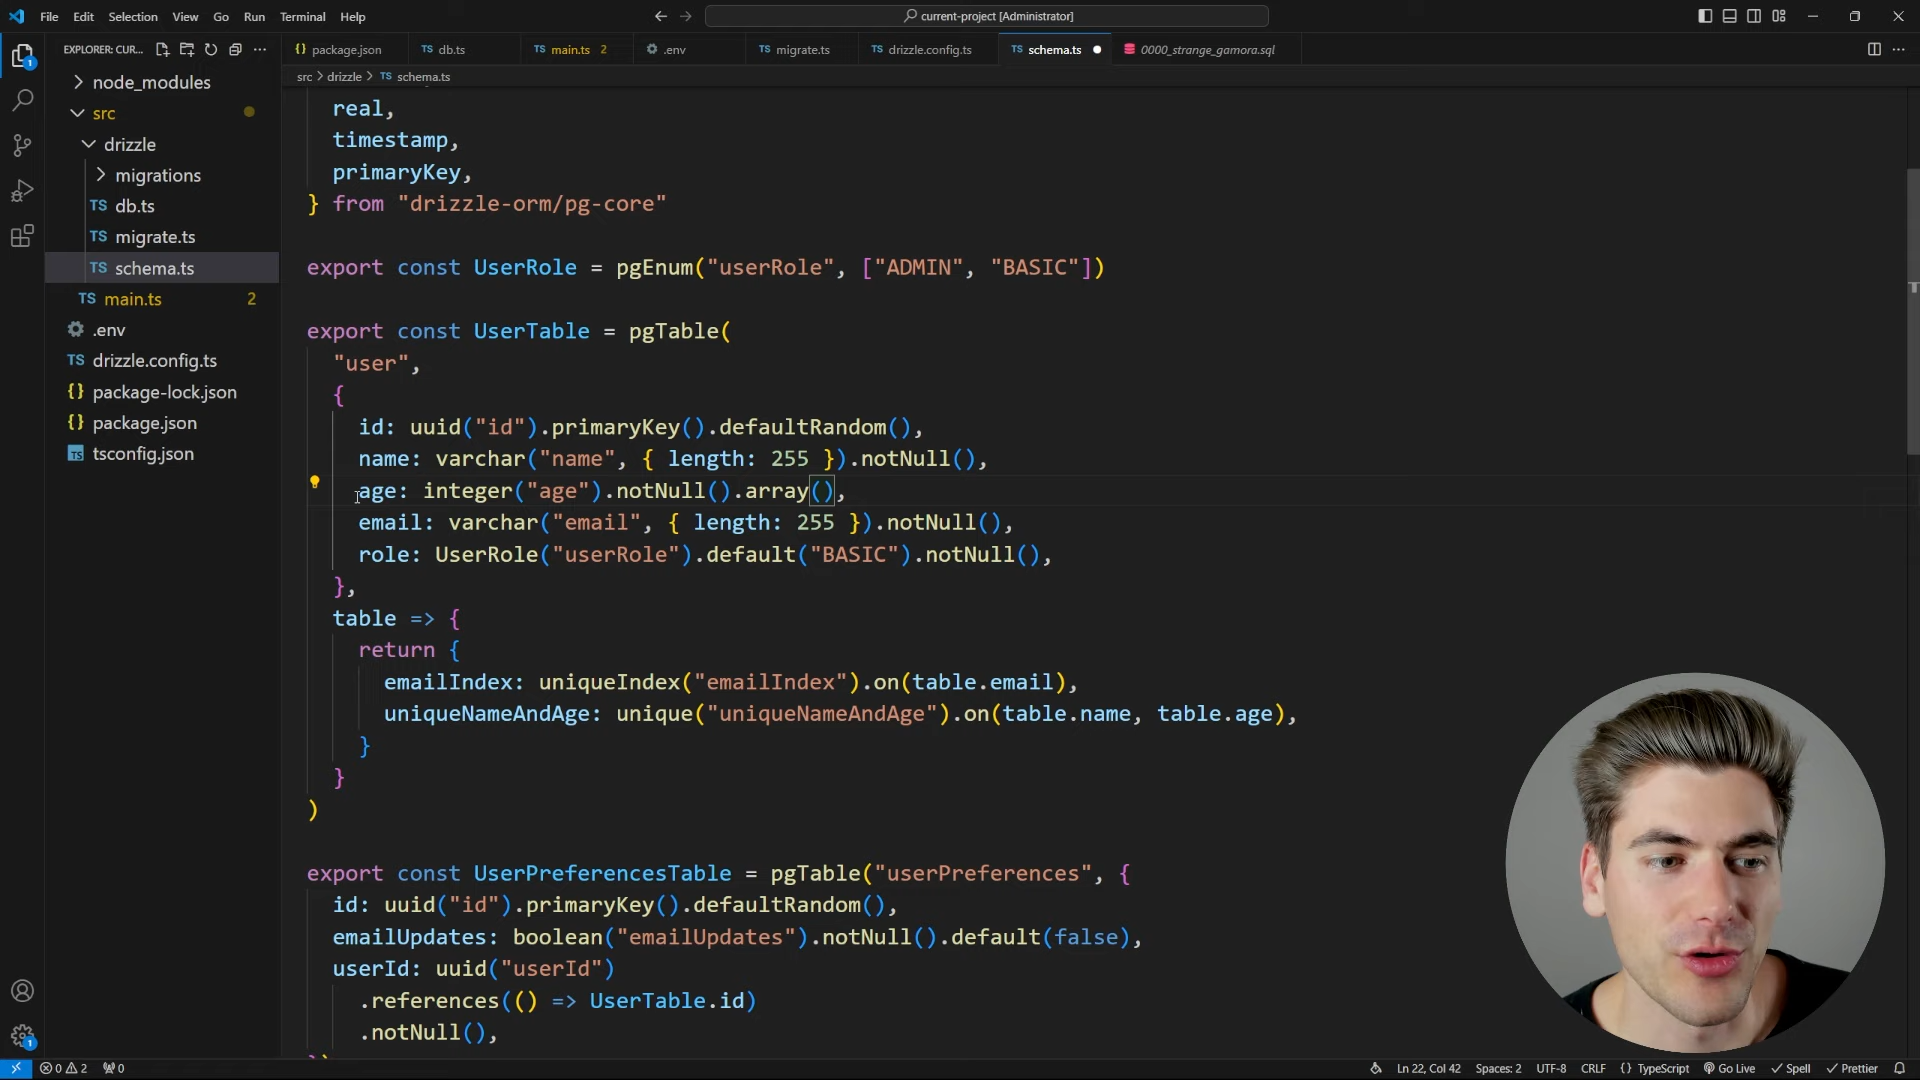 File Edit Selection View Go Run Terminal Help
current-project [Administrator]
EXPLORER: CUR...
package.json
db.ts
main.ts 2
.env
migrate.ts
drizzle.config.ts
schema.ts
0000_strange_gamora.sql
src > drizzle > TS schema.ts
node_modules
src
drizzle
migrations
TS db.ts
TS migrate.ts
TS schema.ts
TS main.ts 2
.env
TS drizzle.config.ts
{} package-lock.json
{} package.json
TS tsconfig.json
real,
timestamp,
primaryKey,
} from "drizzle-orm/pg-core"
export const UserRole = pgEnum("userRole", ["ADMIN", "BASIC"])
export const UserTable = pgTable(
"user",
{
id: uuid("id").primaryKey().defaultRandom(),
name: varchar("name", { length: 255 }).notNull(),
age: integer("age").notNull().array(),
email: varchar("email", { length: 255 }).notNull(),
role: UserRole("userRole").default("BASIC").notNull(),
},
table => {
return {
emailIndex: uniqueIndex("emailIndex").on(table.email),
uniqueNameAndAge: unique("uniqueNameAndAge").on(table.name, table.age),
}
}
)
export const UserPreferencesTable = pgTable("userPreferences", {
id: uuid("id").primaryKey().defaultRandom(),
emailUpdates: boolean("emailUpdates").notNull().default(false),
userId: uuid("userId")
.references(() => UserTable.id)
.notNull(),
0 2 0
Ln 22, Col 42 Spaces: 2 UTF-8 CRLF {} TypeScript Go Live Spell Prettier